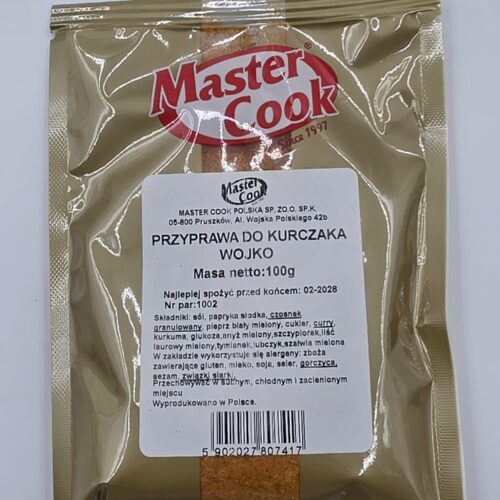 Master
Cook®
Since 1997
Master
Cook
MASTER COOK POLSKA SP. ZO.O. SP.K.
05-800 Pruszków, Al. Wojska Polskiego 42b
PRZYPRAWA DO KURCZAKA
WOJKO
Masa netto:100g
Najlepiej spożyć przed końcem: 02-2028
Nr par:1002
Składniki: sól, papryka słodka, czosnek
granulowany, pieprz biały mielony, cukier, curry,
kurkuma, glukoza,anyż mielony,szczypiorek,liść
laurowy mielony,tymianek,lubczyk,szałwia mielona
W zakładzie wykorzystuje się alergeny: zboża
zawierające gluten, mleko, soja, seler, gorczyca,
sezam, związki siarki,
Przechowywać w suchym, chłodnym i zacienionym
miejscu
Wyprodukowano w Polsce.
5 902027 807417